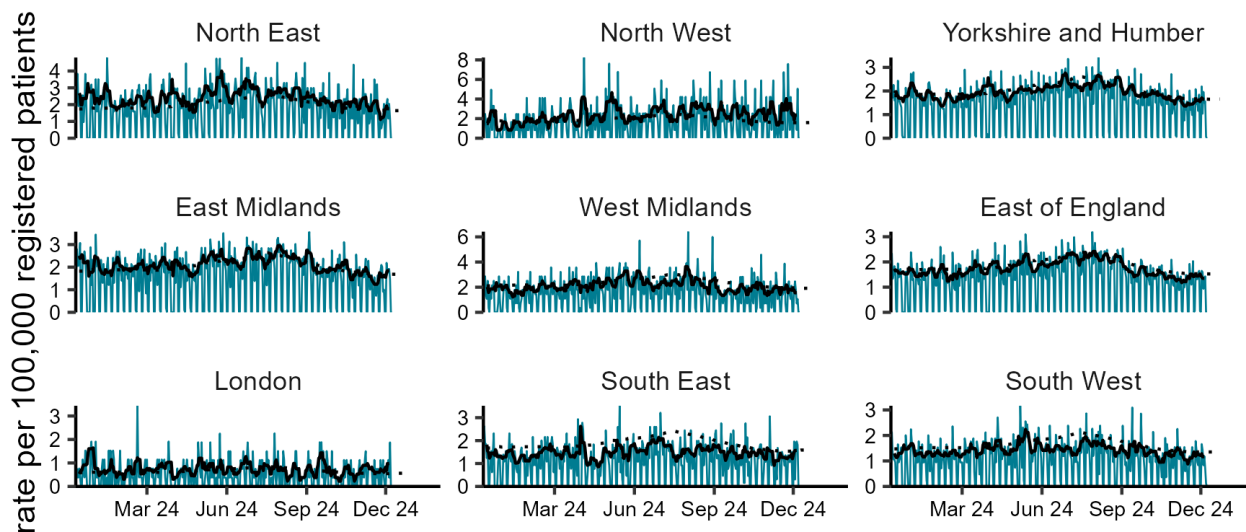 rate per 100,000 registered patients
North East
4
3
2
1
0
North West
8
6
4
2
0
Yorkshire and Humber
3
2
1
0
East Midlands
3
2
1
0
West Midlands
6
4
2
0
East of England
3
2
1
0
London
3
2
1
0
South East
3
2
1
0
South West
3
2
1
0
Mar 24 Jun 24 Sep 24 Dec 24
Mar 24 Jun 24 Sep 24 Dec 24
Mar 24 Jun 24 Sep 24 Dec 24